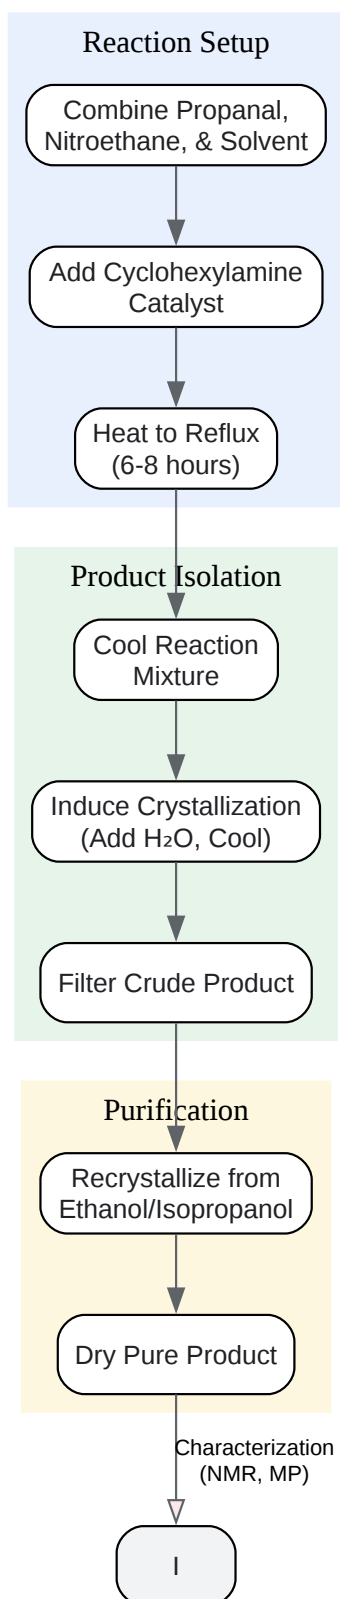 Reaction Setup
Combine Propanal,
Nitroethane, & Solvent
Add Cyclohexylamine
Catalyst
Heat to Reflux
(6-8 hours)
Product Isolation
Cool Reaction
Mixture
Induce Crystallization
(Add H₂O, Cool)
Filter Crude Product
Purification
Recrystallize from
Ethanol/Isopropanol
Dry Pure Product
Characterization
(NMR, MP)
I